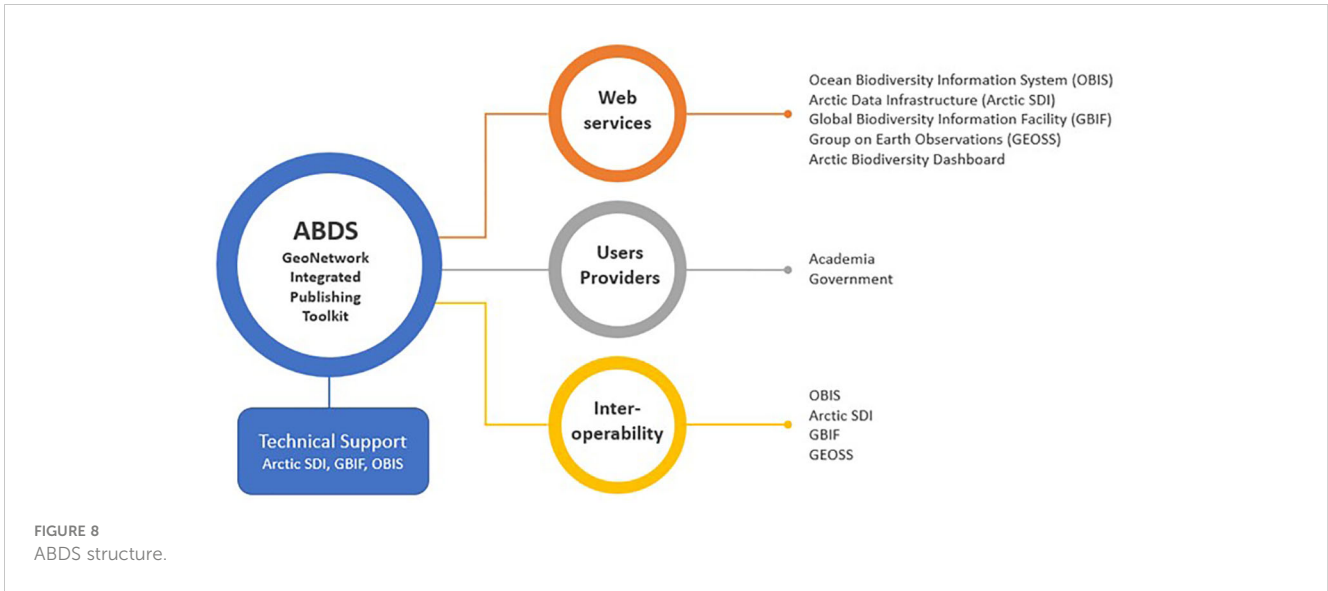 Web
services
Ocean Biodiversity Information System (OBIS)
Arctic Data Infrastructure (Arctic SDI)
Global Biodiversity Information Facility (GBIF)
Group on Earth Observations (GEOSS)
Arctic Biodiversity Dashboard
ABDS
GeoNetwork
Integrated
Publishing
Toolkit
Users
Providers
Academia
Government
Inter-
operability
OBIS
Arctic SDI
GBIF
GEOSS
Technical Support
Arctic SDI, GBIF, OBIS
FIGURE 8
ABDS structure.